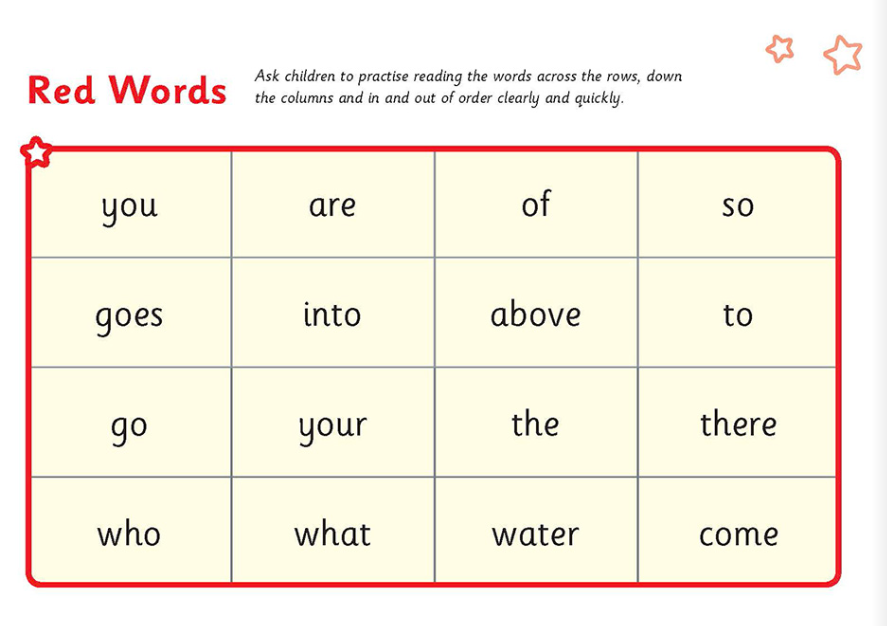 Red Words
Ask children to practise reading the words across the rows, down
the columns and in and out of order clearly and quickly.
you are of so
goes into above to
go your the there
who what water come